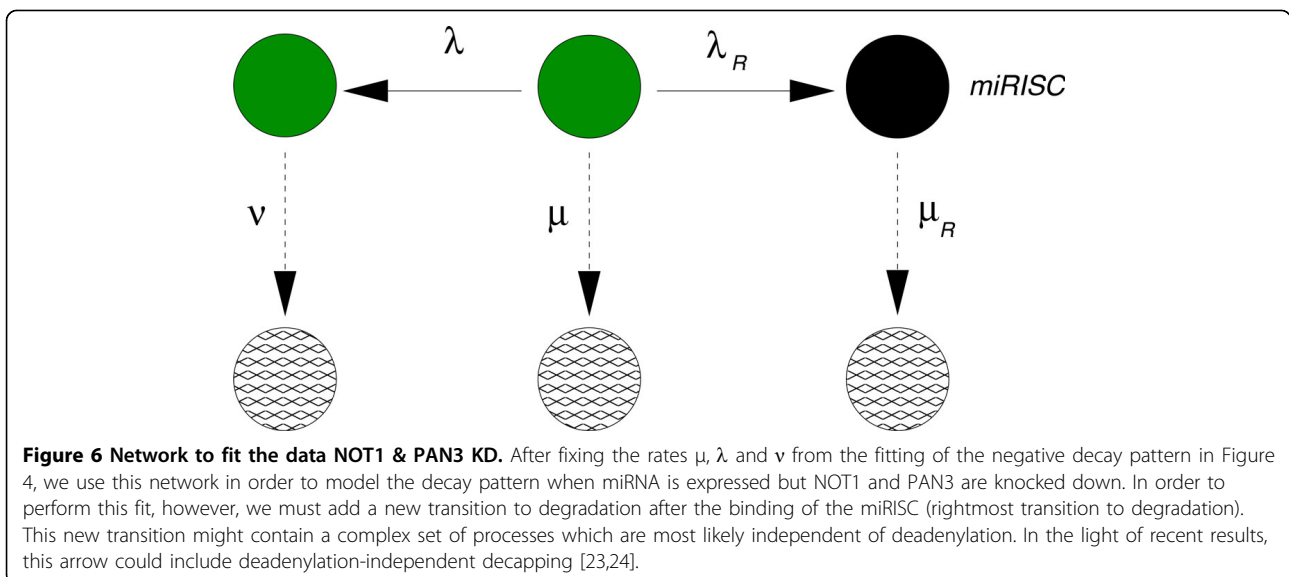 λ
λR
miRISC
ν
μ
μR
Figure 6 Network to fit the data NOT1 & PAN3 KD. After fixing the rates μ, λ and ν from the fitting of the negative decay pattern in Figure
4, we use this network in order to model the decay pattern when miRNA is expressed but NOT1 and PAN3 are knocked down. In order to
perform this fit, however, we must add a new transition to degradation after the binding of the miRISC (rightmost transition to degradation).
This new transition might contain a complex set of processes which are most likely independent of deadenylation. In the light of recent results,
this arrow could include deadenylation-independent decapping [23,24].